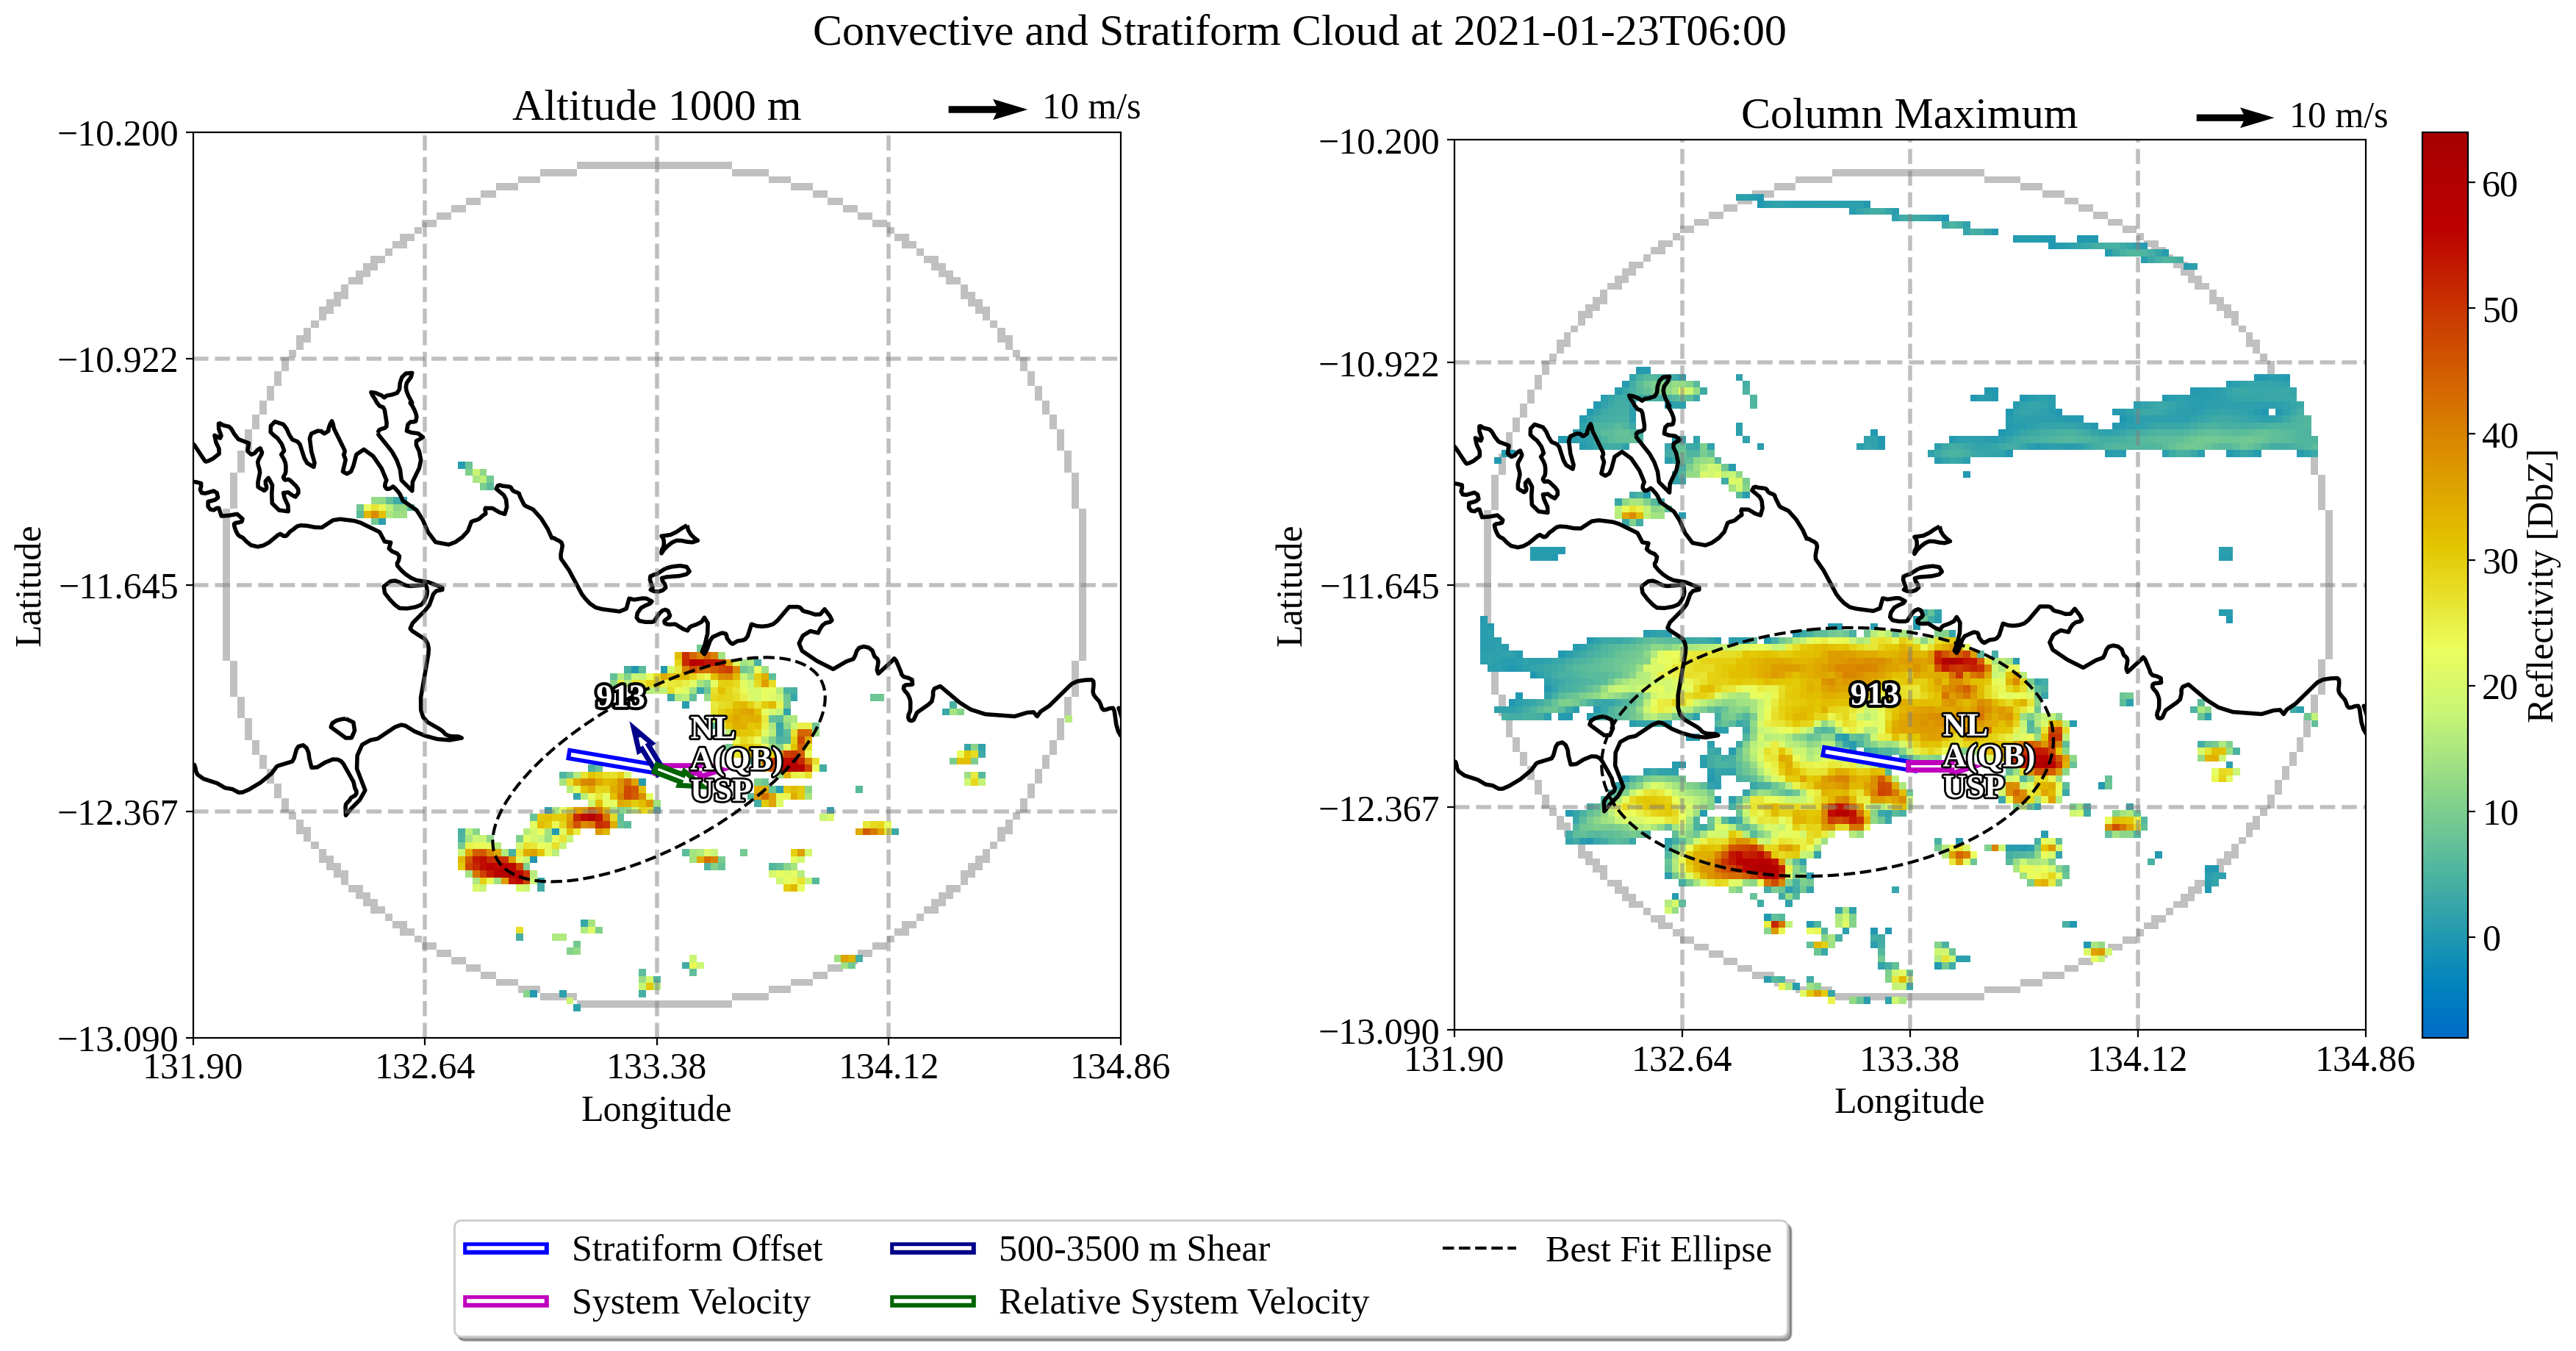 Convective and Stratiform Cloud at 2021-01-23T06:00
Altitude 1000 m
10 m/s
Column Maximum
10 m/s
−10.200
−10.922
−11.645
−12.367
−13.090
Latitude
131.90
132.64
133.38
134.12
134.86
Longitude
913
NL
A(QB)
USP
−10.200
−10.922
−11.645
−12.367
−13.090
Latitude
131.90
132.64
133.38
134.12
134.86
Longitude
913
NL
A(QB)
USP
60
50
40
30
20
10
0
Reflectivity [DbZ]
Stratiform Offset
System Velocity
500-3500 m Shear
Relative System Velocity
Best Fit Ellipse